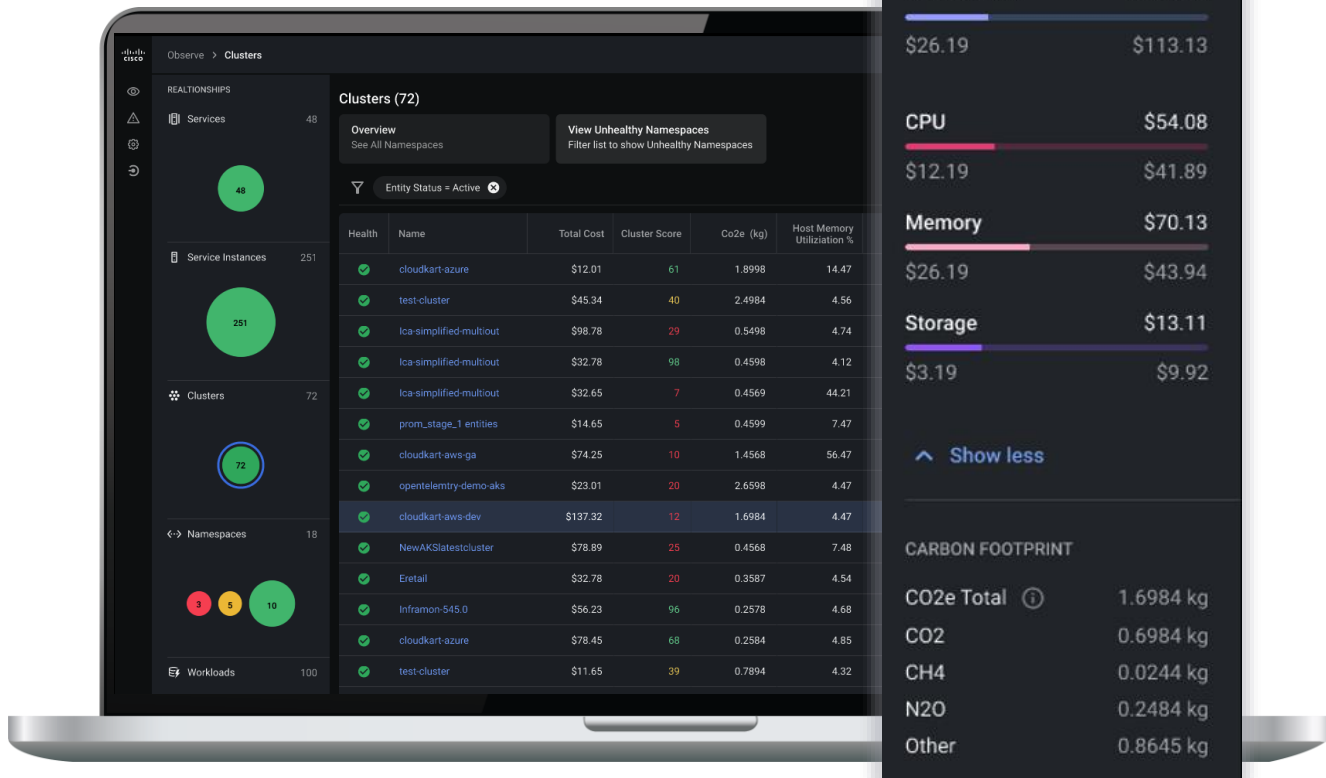 cisco
Observe > Clusters
REALTIONSHIPS
Services 48
48
Service Instances 251
251
Clusters 72
72
Namespaces 18
3 5 10
Workloads 100
Clusters (72)
Overview
See All Namespaces
View Unhealthy Namespaces
Filter list to show Unhealthy Namespaces
Entity Status = Active
Health Name Total Cost Cluster Score Co2e (kg) Host Memory
Utiliziation %
cloudkart-azure $12.01 61 1.8998 14.47
test-cluster $45.34 40 2.4984 4.56
lca-simplified-multiout $98.78 29 0.5498 4.74
lca-simplified-multiout $32.78 98 0.4598 4.12
lca-simplified-multiout $32.65 7 0.4569 44.21
prom_stage_1 entities $14.65 5 0.4599 7.47
cloudkart-aws-ga $74.25 10 1.4568 56.47
opentelemtry-demo-aks $23.01 20 2.6598 4.47
cloudkart-aws-dev $137.32 12 1.6984 4.47
NewAKSlatestcluster $78.89 25 0.4568 7.48
Eretail $32.78 20 0.3587 4.54
Inframon-545.0 $56.23 96 0.2578 4.68
cloudkart-azure $78.45 68 0.2584 4.85
test-cluster $11.65 39 0.7894 4.32
$26.19 $113.13
CPU $54.08
$12.19 $41.89
Memory $70.13
$26.19 $43.94
Storage $13.11
$3.19 $9.92
Show less
CARBON FOOTPRINT
CO2e Total 1.6984 kg
CO2 0.6984 kg
CH4 0.0244 kg
N2O 0.2484 kg
Other 0.8645 kg